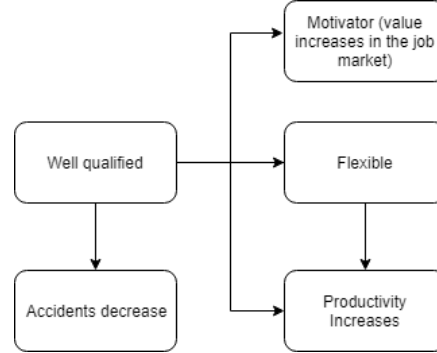 Motivator (value
increases in the job
market)
Well qualified
Flexible
Accidents decrease
Productivity
Increases